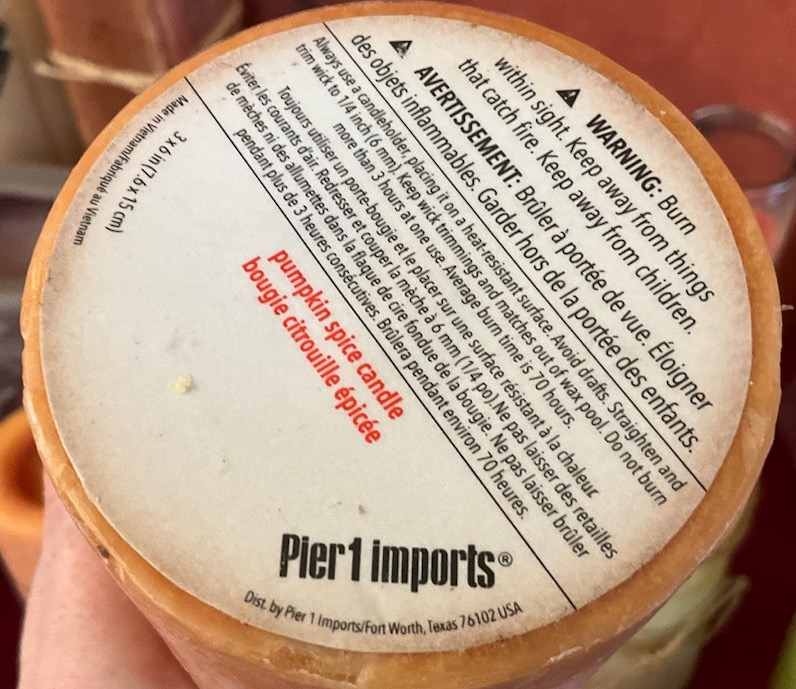 ⚠ WARNING: Burn
within sight. Keep away from things
that catch fire. Keep away from children.
⚠ AVERTISSEMENT: Brûler à portée de vue. Éloigner
des objets inflammables. Garder hors de la portée des enfants.
Always use a candleholder, placing it on a heat-resistant surface. Avoid drafts. Straighten and
trim wick to 1/4 inch (6 mm). Keep wick trimmings and matches out of wax pool. Do not burn
more than 3 hours at one use. Average burn time is 70 hours.
Toujours utiliser un porte-bougie et le placer sur une surface résistant à la chaleur.
Éviter les courants d'air. Redresser et couper la mèche à 6 mm (1/4 po).Ne pas laisser des retailles
de mèches ni des allumettes dans la flaque de cire fondue de la bougie. Ne pas laisser brûler
pendant plus de 3 heures consécutives. Brûlera pendant environ 70 heures.
pumpkin spice candle
bougie citrouille épicée
3 x 6 in (7,6 x 15 cm)
Made in Vietnam/Fabriqué au Vietnam
Pier1 imports®
Dist. by Pier 1 Imports/Fort Worth, Texas 76102 USA